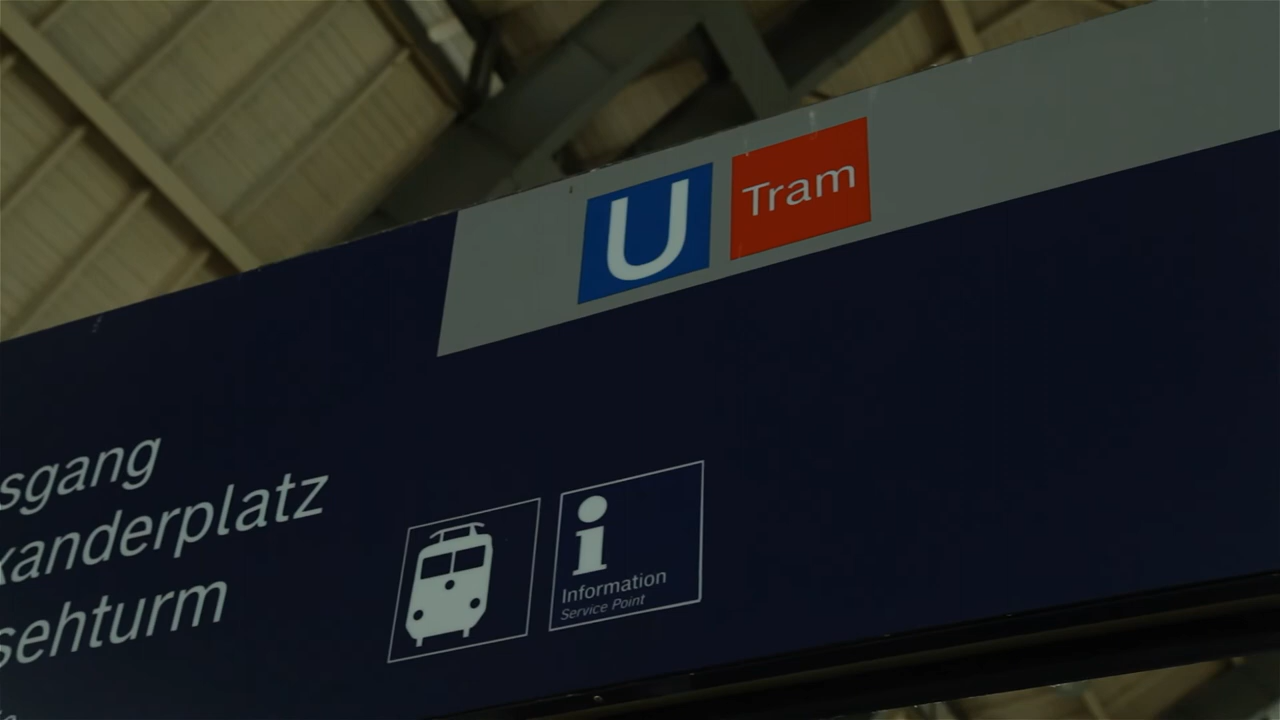 U Tram
sgang
xanderplatz
sehturm
Information
Service Point